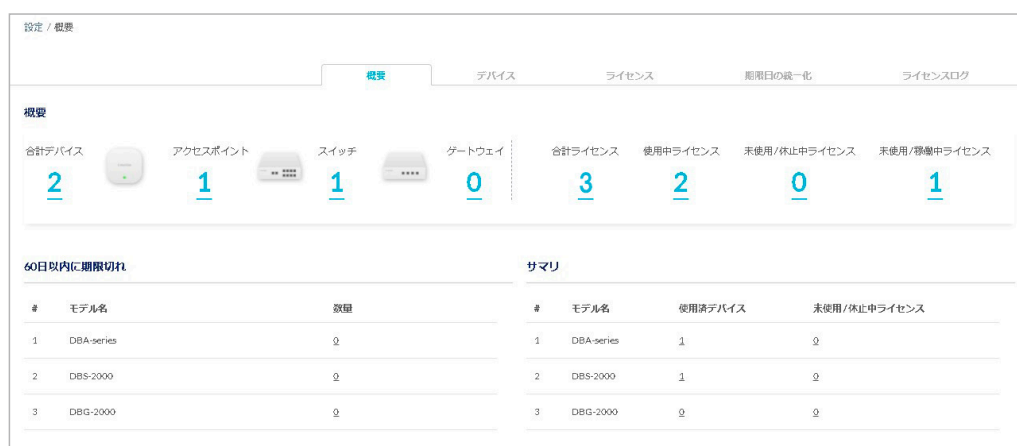 設定 / 概要
概要 デバイス ライセンス 期限日の統一化 ライセンスログ
概要
合計デバイス アクセスポイント スイッチ ゲートウェイ 合計ライセンス 使用中ライセンス 未使用/休止中ライセンス 未使用/稼働中ライセンス
2 1 1 0 3 2 0 1
60日以内に期限切れ
# モデル名 数量
1 DBA-series 0
2 DBS-2000 0
3 DBG-2000 0
サマリ
# モデル名 使用済デバイス 未使用/休止中ライセンス
1 DBA-series 1 0
2 DBS-2000 1 0
3 DBG-2000 0 0